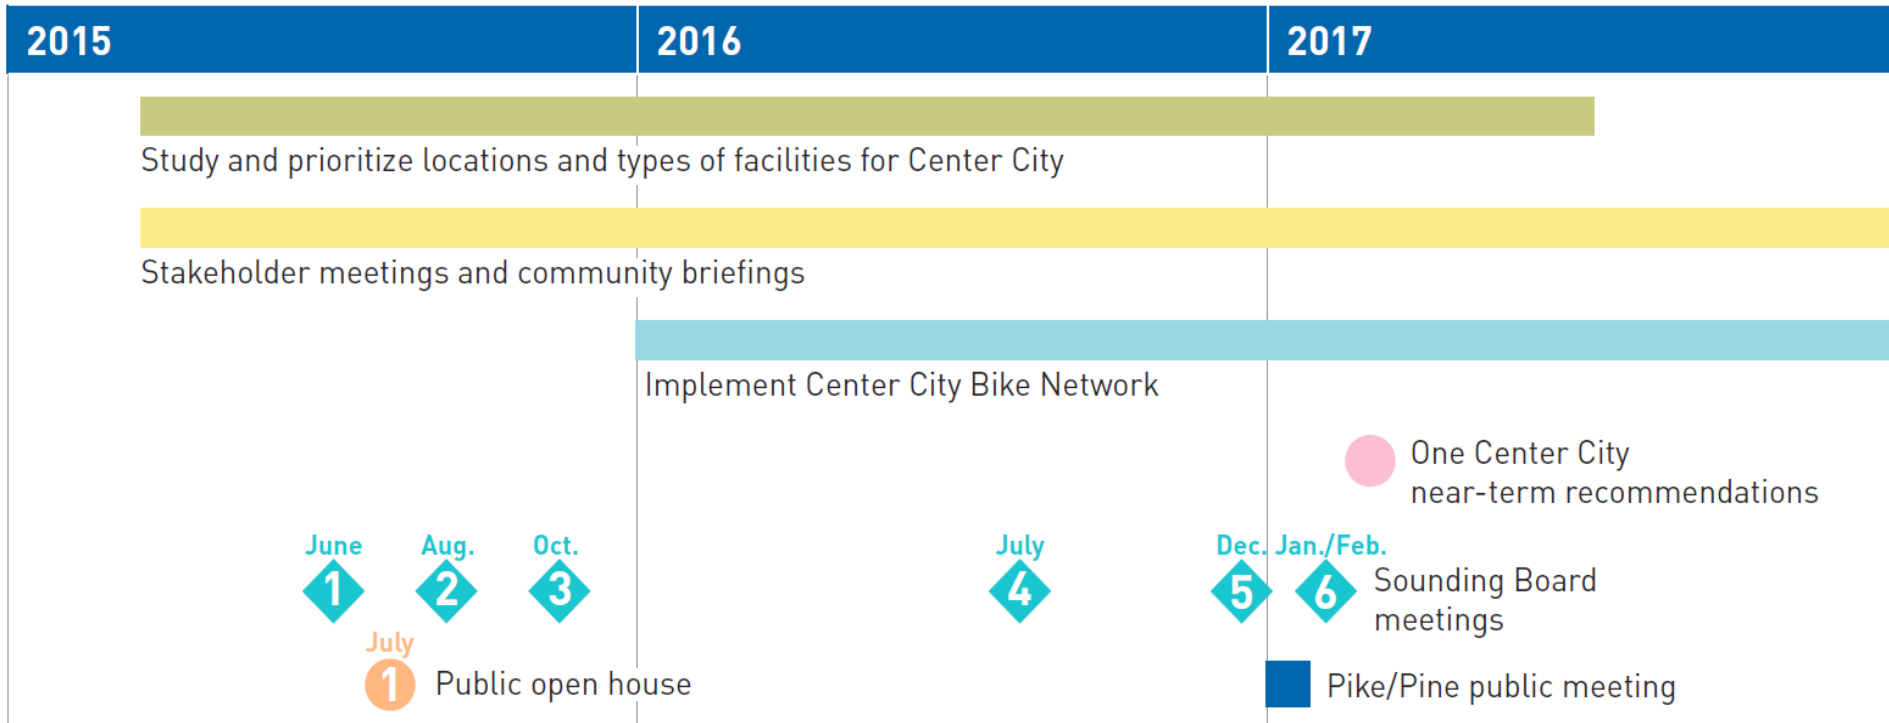 2015
2016
2017
Study and prioritize locations and types of facilities for Center City
Stakeholder meetings and community briefings
Implement Center City Bike Network
One Center City
near-term recommendations
June
Aug.
Oct.
July
Dec.
Jan./Feb.
1
2
3
4
5
6
Sounding Board
meetings
July
1
Public open house
Pike/Pine public meeting